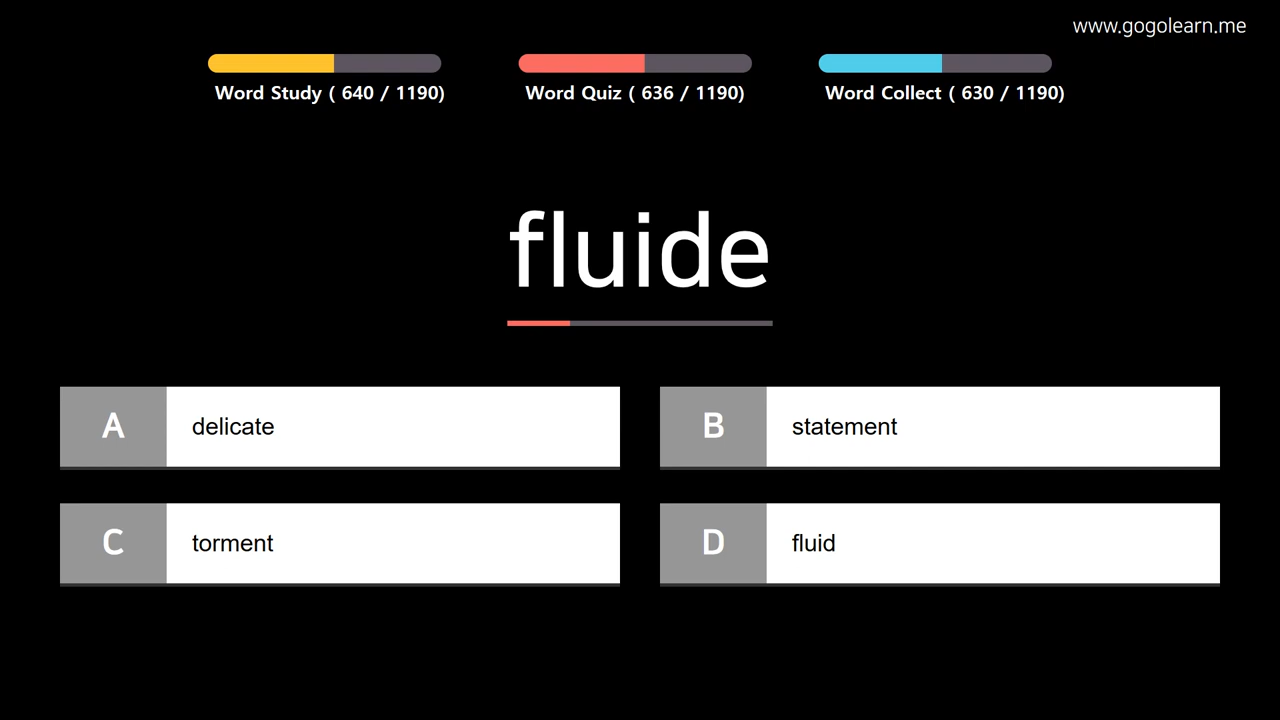 www.gogolearn.me
Word Study ( 640 / 1190)
Word Quiz ( 636 / 1190)
Word Collect ( 630 / 1190)
fluide
A delicate
B statement
C torment
D fluid